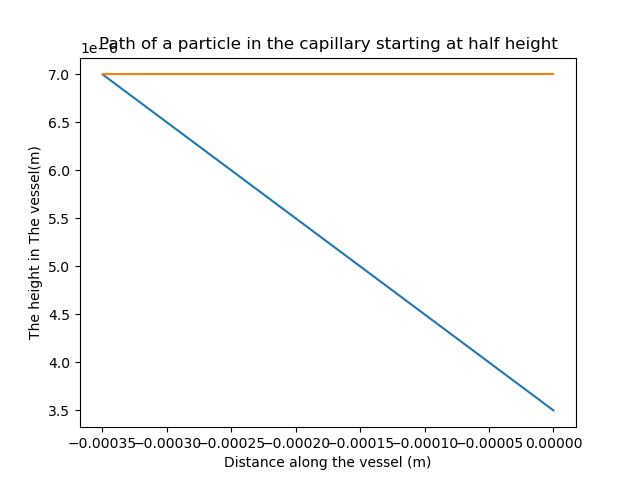 Path of a particle in the capillary starting at half height
1e−6
7.0
6.5
6.0
5.5
5.0
4.5
4.0
3.5
The height in The vessel(m)
−0.00035 −0.00030 −0.00025 −0.00020 −0.00015 −0.00010 −0.00005 0.00000
Distance along the vessel (m)